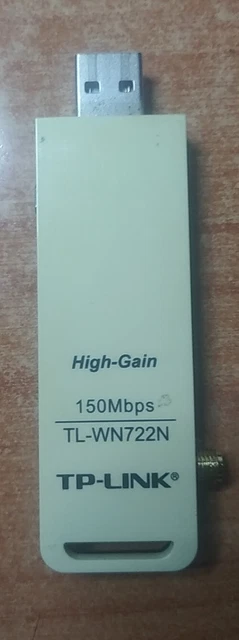 High-Gain
150Mbps
TL-WN722N
TP-LINK®